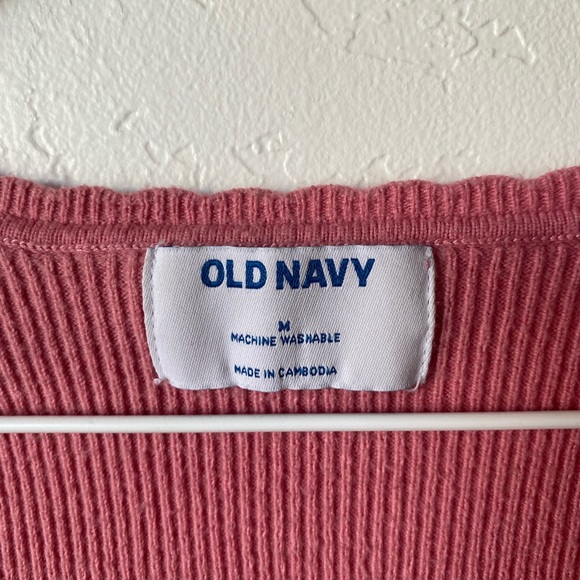 OLD NAVY
M
MACHINE WASHABLE
MADE IN CAMBODIA